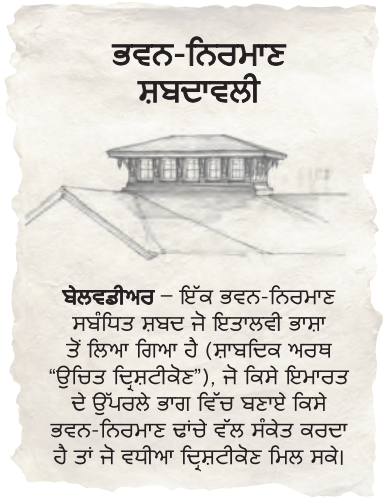 ਭਵਨ-ਨਿਰਮਾਣ
ਸ਼ਬਦਾਵਲੀ
ਬੇਲਵਡੀਅਰ – ਇੱਕ ਭਵਨ-ਨਿਰਮਾਣ
ਸਬੰਧਿਤ ਸ਼ਬਦ ਜੋ ਇਤਾਲਵੀ ਭਾਸ਼ਾ
ਤੋਂ ਲਿਆ ਗਿਆ ਹੈ (ਸ਼ਾਬਦਿਕ ਅਰਥ
“ਉਚਿਤ ਦ੍ਰਿਸ਼ਟੀਕੋਣ”), ਜੋ ਕਿਸੇ ਇਮਾਰਤ
ਦੇ ਉੱਪਰਲੇ ਭਾਗ ਵਿੱਚ ਬਣਾਏ ਕਿਸੇ
ਭਵਨ-ਨਿਰਮਾਣ ਢਾਂਚੇ ਵੱਲ ਸੰਕੇਤ ਕਰਦਾ
ਹੈ ਤਾਂ ਜੋ ਵਧੀਆ ਦ੍ਰਿਸ਼ਟੀਕੋਣ ਮਿਲ ਸਕੇ।